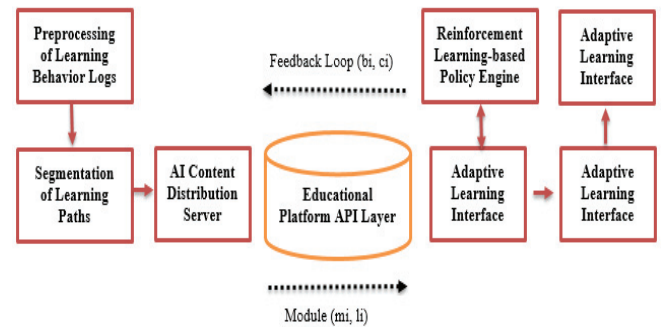 Preprocessing
of Learning
Behavior Logs
Feedback Loop (bi, ci)
Reinforcement
Learning-based
Policy Engine
Adaptive
Learning
Interface
Segmentation
of Learning
Paths
AI Content
Distribution
Server
Educational
Platform API Layer
Adaptive
Learning
Interface
Adaptive
Learning
Interface
Module (mi, li)